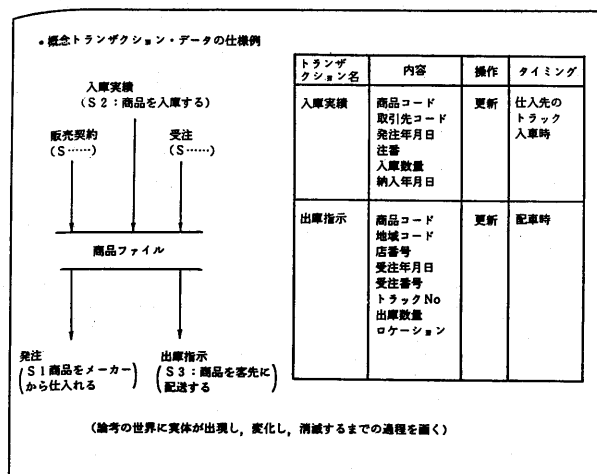 ・概念トランザクション・データの仕様例
入庫実績
(S2:商品を入庫する)
販売契約
(S……)
受注
(S……)
商品ファイル
発注
(S1商品をメーカーから仕入れる)
出庫指示
(S3:商品を客先に配送する)
トランザクション名 内容 操作 タイミング
入庫実績 商品コード 更新 仕入先の
取引先コード トラック
発注年月日 入車時
注番
入庫数量
納入年月日
出庫指示 商品コード 更新 配車時
地域コード
店番号
受注年月日
受注番号
トラックNo
出庫数量
ロケーション
(論考の世界に実体が出現し,変化し,消滅するまでの過程を画く)